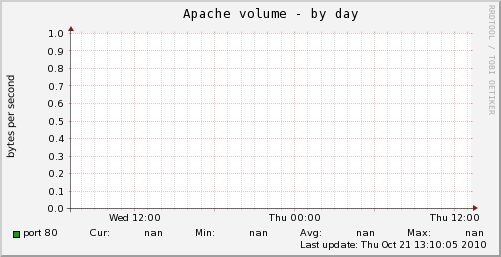 Apache volume - by day
RRDTOOL / TOBI OETIKER
bytes per second
1.0
0.9
0.8
0.7
0.6
0.5
0.4
0.3
0.2
0.1
0.0
Wed 12:00 Thu 00:00 Thu 12:00
port 80 Cur: nan Min: nan Avg: nan Max: nan
Last update: Thu Oct 21 13:10:05 2010